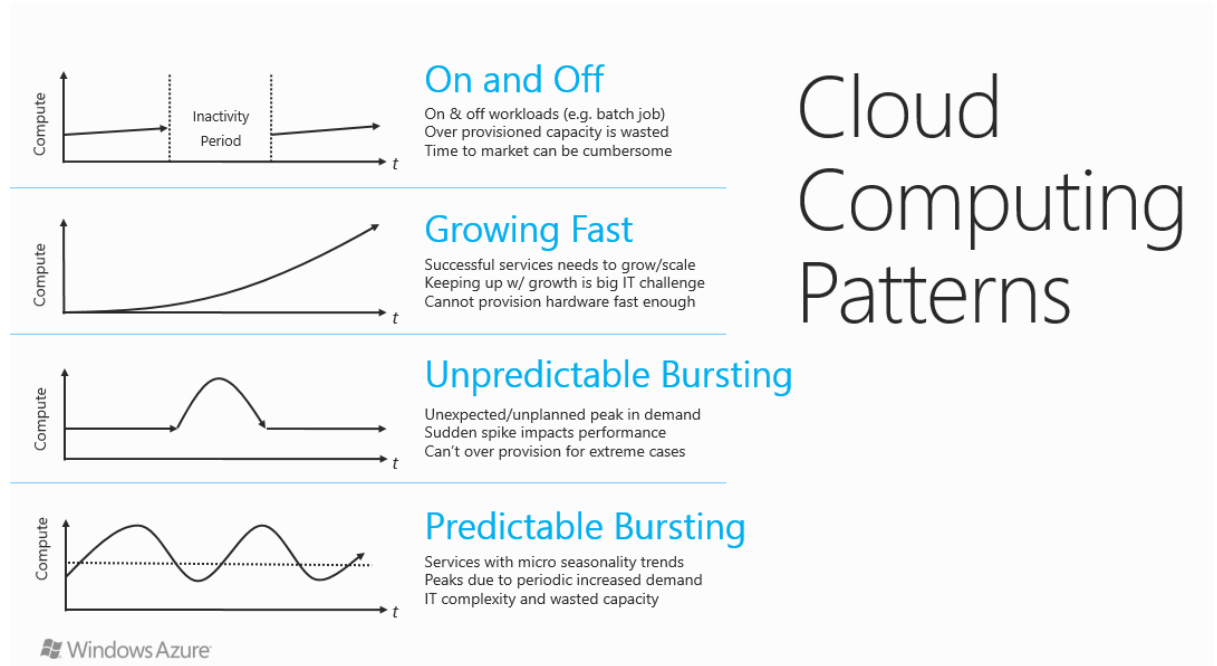 Cloud
Computing
Patterns
On and Off
On & off workloads (e.g. batch job)
Over provisioned capacity is wasted
Time to market can be cumbersome
Compute
Inactivity
Period
t
Growing Fast
Successful services needs to grow/scale
Keeping up w/ growth is big IT challenge
Cannot provision hardware fast enough
Compute
t
Unpredictable Bursting
Unexpected/unplanned peak in demand
Sudden spike impacts performance
Can't over provision for extreme cases
Compute
t
Predictable Bursting
Services with micro seasonality trends
Peaks due to periodic increased demand
IT complexity and wasted capacity
Compute
t
Windows Azure